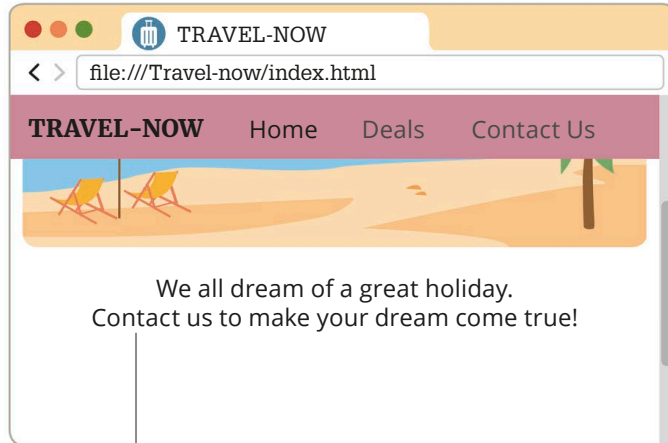 TRAVEL-NOW
file:///Travel-now/index.html
TRAVEL-NOW Home Deals Contact Us
We all dream of a great holiday.
Contact us to make your dream come true!